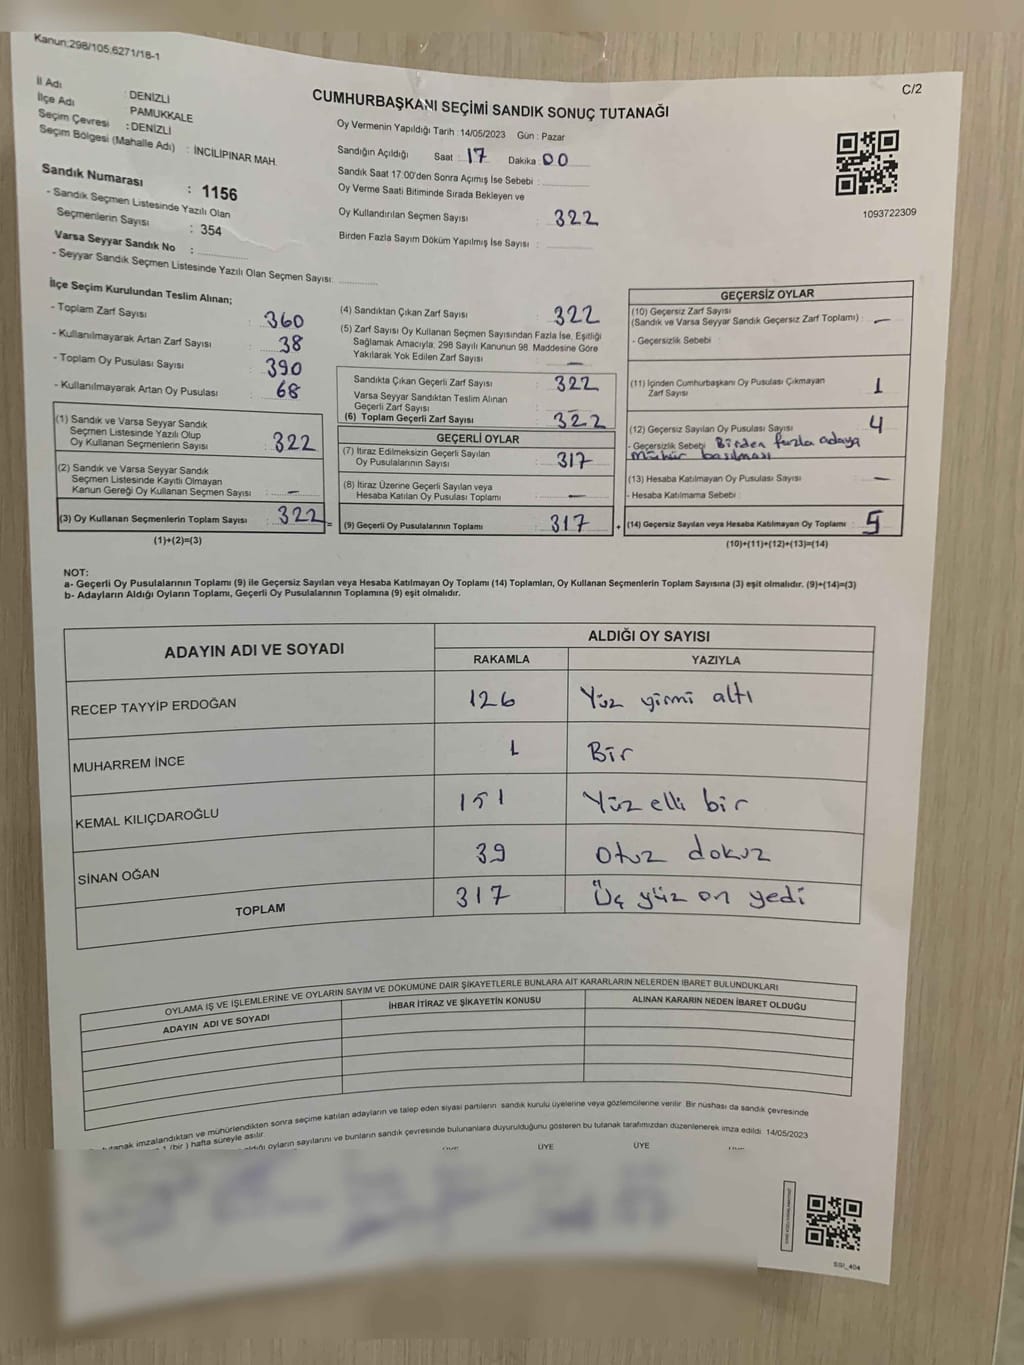 Kanun:298/105.6271/18-1
C/2
İl Adı : DENİZLİ
İlçe Adı PAMUKKALE
Seçim Çevresi : DENİZLİ
Seçim Bölgesi (Mahalle Adı) : İNCİLİPINAR MAH.
Sandık Numarası : 1156
- Sandık Seçmen Listesinde Yazılı Olan
Seçmenlerin Sayısı : 354
Varsa Seyyar Sandık No :
- Seyyar Sandık Seçmen Listesinde Yazılı Olan Seçmen Sayısı:
CUMHURBAŞKANI SEÇİMİ SANDIK SONUÇ TUTANAĞI
Oy Vermenin Yapıldığı Tarih : 14/05/2023 Gün : Pazar
Sandığın Açıldığı Saat : 17 Dakika : 00
Sandık Saat 17:00'den Sonra Açımış İse Sebebi :
Oy Verme Saati Bitiminde Sırada Bekleyen ve
Oy Kullandırılan Seçmen Sayısı : 322
Birden Fazla Sayım Döküm Yapılmış İse Sayısı :
1093722309
İlçe Seçim Kurulundan Teslim Alınan;
- Toplam Zarf Sayısı : 360
- Kullanılmayarak Artan Zarf Sayısı : 38
- Toplam Oy Pusulası Sayısı : 390
- Kullanılmayarak Artan Oy Pusulası : 68
(1) Sandık ve Varsa Seyyar Sandık
Seçmen Listesinde Yazılı Olup
Oy Kullanan Seçmenlerin Sayısı : 322
(2) Sandık ve Varsa Seyyar Sandık
Seçmen Listesinde Kayıtlı Olmayan
Kanun Gereği Oy Kullanan Seçmen Sayısı : —
(3) Oy Kullanan Seçmenlerin Toplam Sayısı : 322 =
(1)+(2)=(3)
(4) Sandıktan Çıkan Zarf Sayısı : 322
(5) Zarf Sayısı Oy Kullanan Seçmen Sayısından Fazla İse, Eşitliği
Sağlamak Amacıyla; 298 Sayılı Kanunun 98. Maddesine Göre
Yakılarak Yok Edilen Zarf Sayısı : —
Sandıkta Çıkan Geçerli Zarf Sayısı : 322
Varsa Seyyar Sandıktan Teslim Alınan
Geçerli Zarf Sayısı : —
(6) Toplam Geçerli Zarf Sayısı : 322
GEÇERLİ OYLAR
(7) İtiraz Edilmeksizin Geçerli Sayılan
Oy Pusulalarının Sayısı : 317
(8) İtiraz Üzerine Geçerli Sayılan veya
Hesaba Katılan Oy Pusulası Toplamı : —
(9) Geçerli Oy Pusulalarının Toplamı : 317 +
GEÇERSİZ OYLAR
(10) Geçersiz Zarf Sayısı
(Sandık ve Varsa Seyyar Sandık Geçersiz Zarf Toplamı) : —
- Geçersizlik Sebebi :
(11) İçinden Cumhurbaşkanı Oy Pusulası Çıkmayan
Zarf Sayısı : 1
(12) Geçersiz Sayılan Oy Pusulası Sayısı : 4
- Geçersizlik Sebebi : Birden fazla adaya
mühür basılması
(13) Hesaba Katılmayan Oy Pusulası Sayısı : —
- Hesaba Katılmama Sebebi :
(14) Geçersiz Sayılan veya Hesaba Katılmayan Oy Toplamı : 5
(10)+(11)+(12)+(13)=(14)
NOT:
a- Geçerli Oy Pusulalarının Toplamı (9) ile Geçersiz Sayılan veya Hesaba Katılmayan Oy Toplamı (14) Toplamları, Oy Kullanan Seçmenlerin Toplam Sayısına (3) eşit olmalıdır. (9)+(14)=(3)
b- Adayların Aldığı Oyların Toplamı, Geçerli Oy Pusulalarının Toplamına (9) eşit olmalıdır.
ADAYIN ADI VE SOYADI ALDIĞI OY SAYISI
RAKAMLA YAZIYLA
RECEP TAYYİP ERDOĞAN 126 Yüz yirmi altı
MUHARREM İNCE 1 Bir
KEMAL KILIÇDAROĞLU 151 Yüz elli bir
SİNAN OĞAN 39 Otuz dokuz
TOPLAM 317 Üç yüz on yedi
OYLAMA İŞ VE İŞLEMLERİNE VE OYLARIN SAYIM VE DÖKÜMÜNE DAİR ŞİKAYETLERLE BUNLARA AİT KARARLARIN NELERDEN İBARET BULUNDUKLARI
ADAYIN ADI VE SOYADI İHBAR İTİRAZ VE ŞİKAYETİN KONUSU ALINAN KARARIN NEDEN İBARET OLDUĞU
tutanak imzalandıktan ve mühürlendikten sonra seçime katılan adayların ve talep eden siyasi partilerin sandık kurulu üyelerine veya gözlemcilerine verilir. Bir nüshası da sandık çevresinde
1 (bir) hafta süreyle asılır.
oyların sayılarını ve bunların sandık çevresinde bulunanlara duyurulduğunu gösteren bu tutanak tarafımızdan düzenlenerek imza edildi. 14/05/2023
ÜYE ÜYE
SSI_404